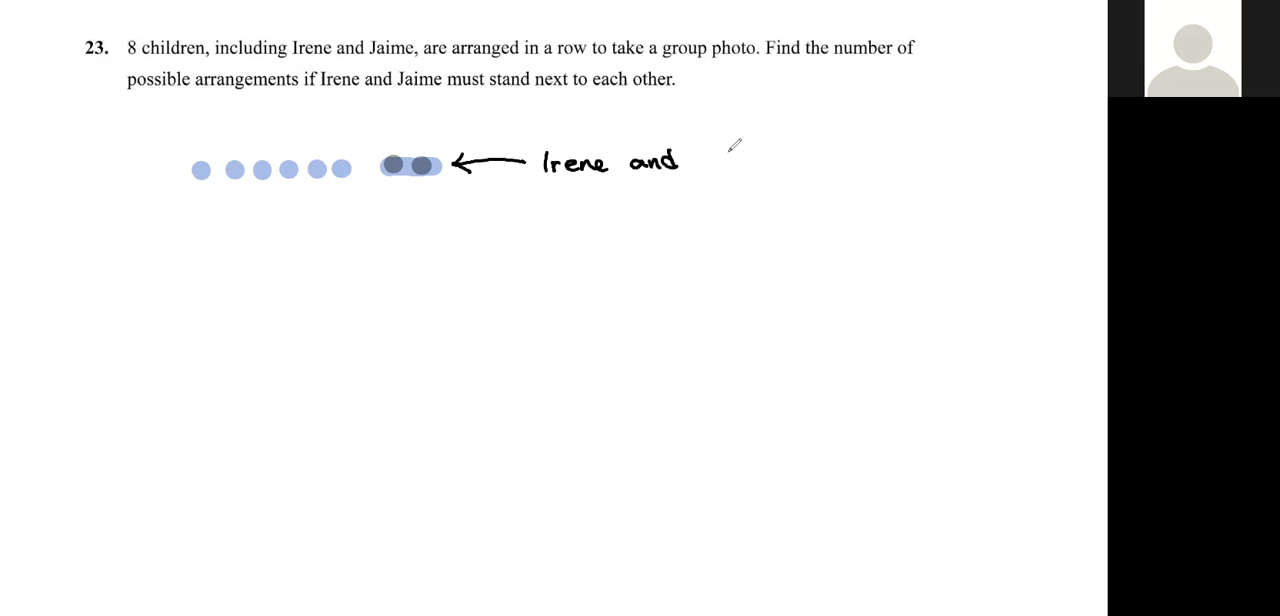 23. 8 children, including Irene and Jaime, are arranged in a row to take a group photo. Find the number of
possible arrangements if Irene and Jaime must stand next to each other.
Irene and